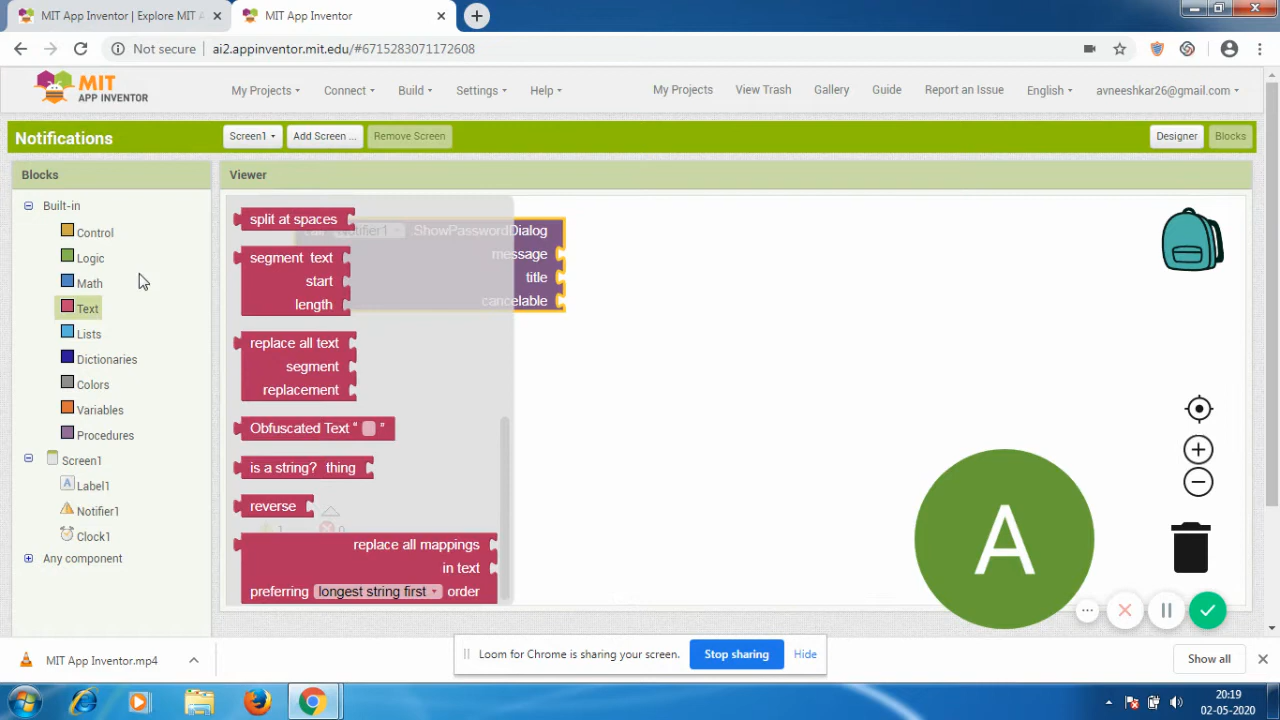 MIT App Inventor | Explore MIT A
MIT App Inventor
Not secure ai2.appinventor.mit.edu/#6715283071172608
MIT
APP INVENTOR
My Projects Connect Build Settings Help My Projects View Trash Gallery Guide Report an Issue English avneeshkar26@gmail.com
Notifications Screen1 Add Screen ... Remove Screen Designer Blocks
Blocks Viewer
Built-in
Control
Logic
Math
Text
Lists
Dictionaries
Colors
Variables
Procedures
Screen1
Label1
Notifier1
Clock1
Any component
split at spaces
segment text
start
length
replace all text
segment
replacement
Obfuscated Text “ ”
is a string? thing
reverse
replace all mappings
in text
preferring longest string first order
call Notifier1 .ShowPasswordDialog
message
title
cancelable
1 0
A
Loom for Chrome is sharing your screen. Stop sharing Hide
MIT App Inventor.mp4 Show all
20:19
02-05-2020